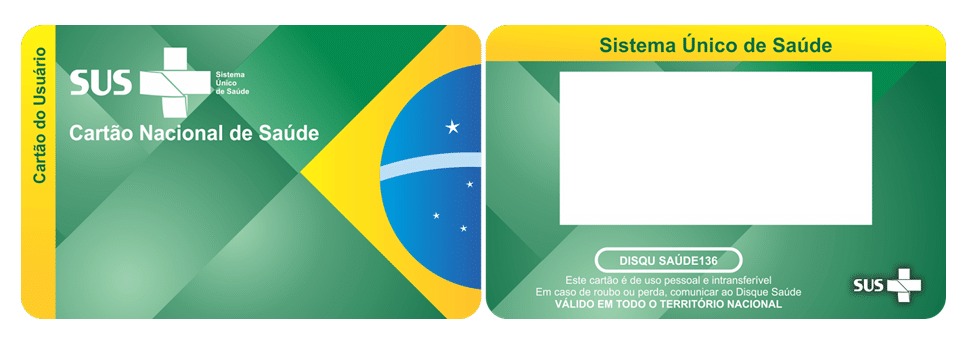 Cartão do Usuário
SUS
Sistema
Único
de Saúde
Cartão Nacional de Saúde
Sistema Único de Saúde
DISQU SAÚDE136
Este cartão é de uso pessoal e intransferível
Em caso de roubo ou perda, comunicar ao Disque Saúde
VÁLIDO EM TODO O TERRITÓRIO NACIONAL
SUS